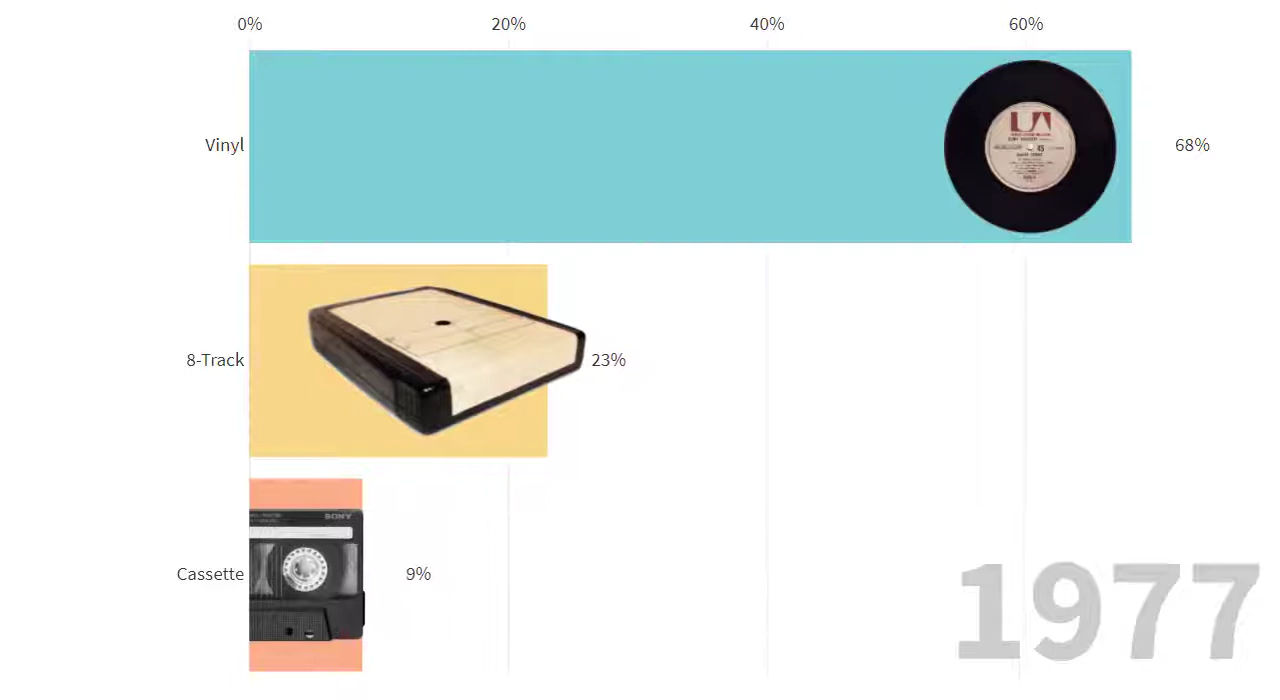 0% 20% 40% 60%
Vinyl 68%
8-Track 23%
SONY
Cassette 9%
1977